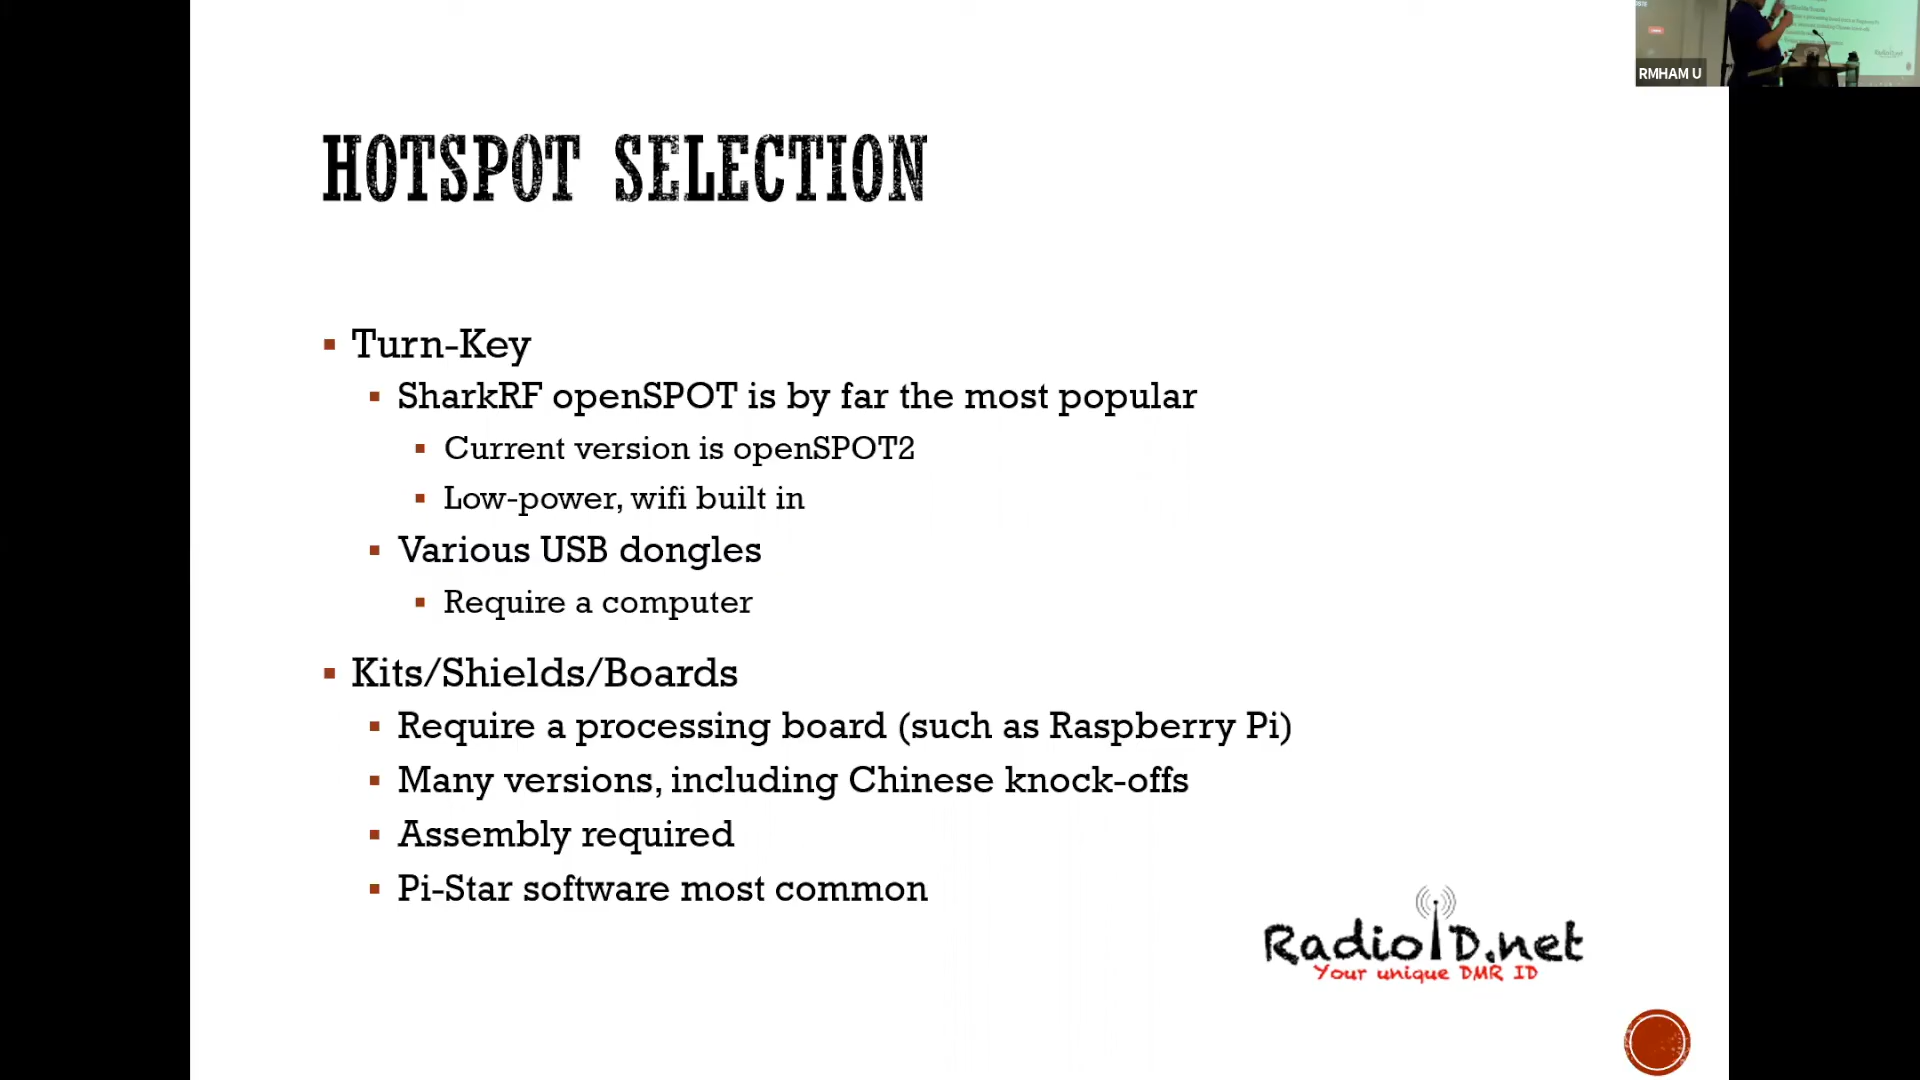 RMHAM U
HOTSPOT SELECTION
Turn-Key
SharkRF openSPOT is by far the most popular
Current version is openSPOT2
Low-power, wifi built in
Various USB dongles
Require a computer
Kits/Shields/Boards
Require a processing board (such as Raspberry Pi)
Many versions, including Chinese knock-offs
Assembly required
Pi-Star software most common
RadioID.net
Your unique DMR ID